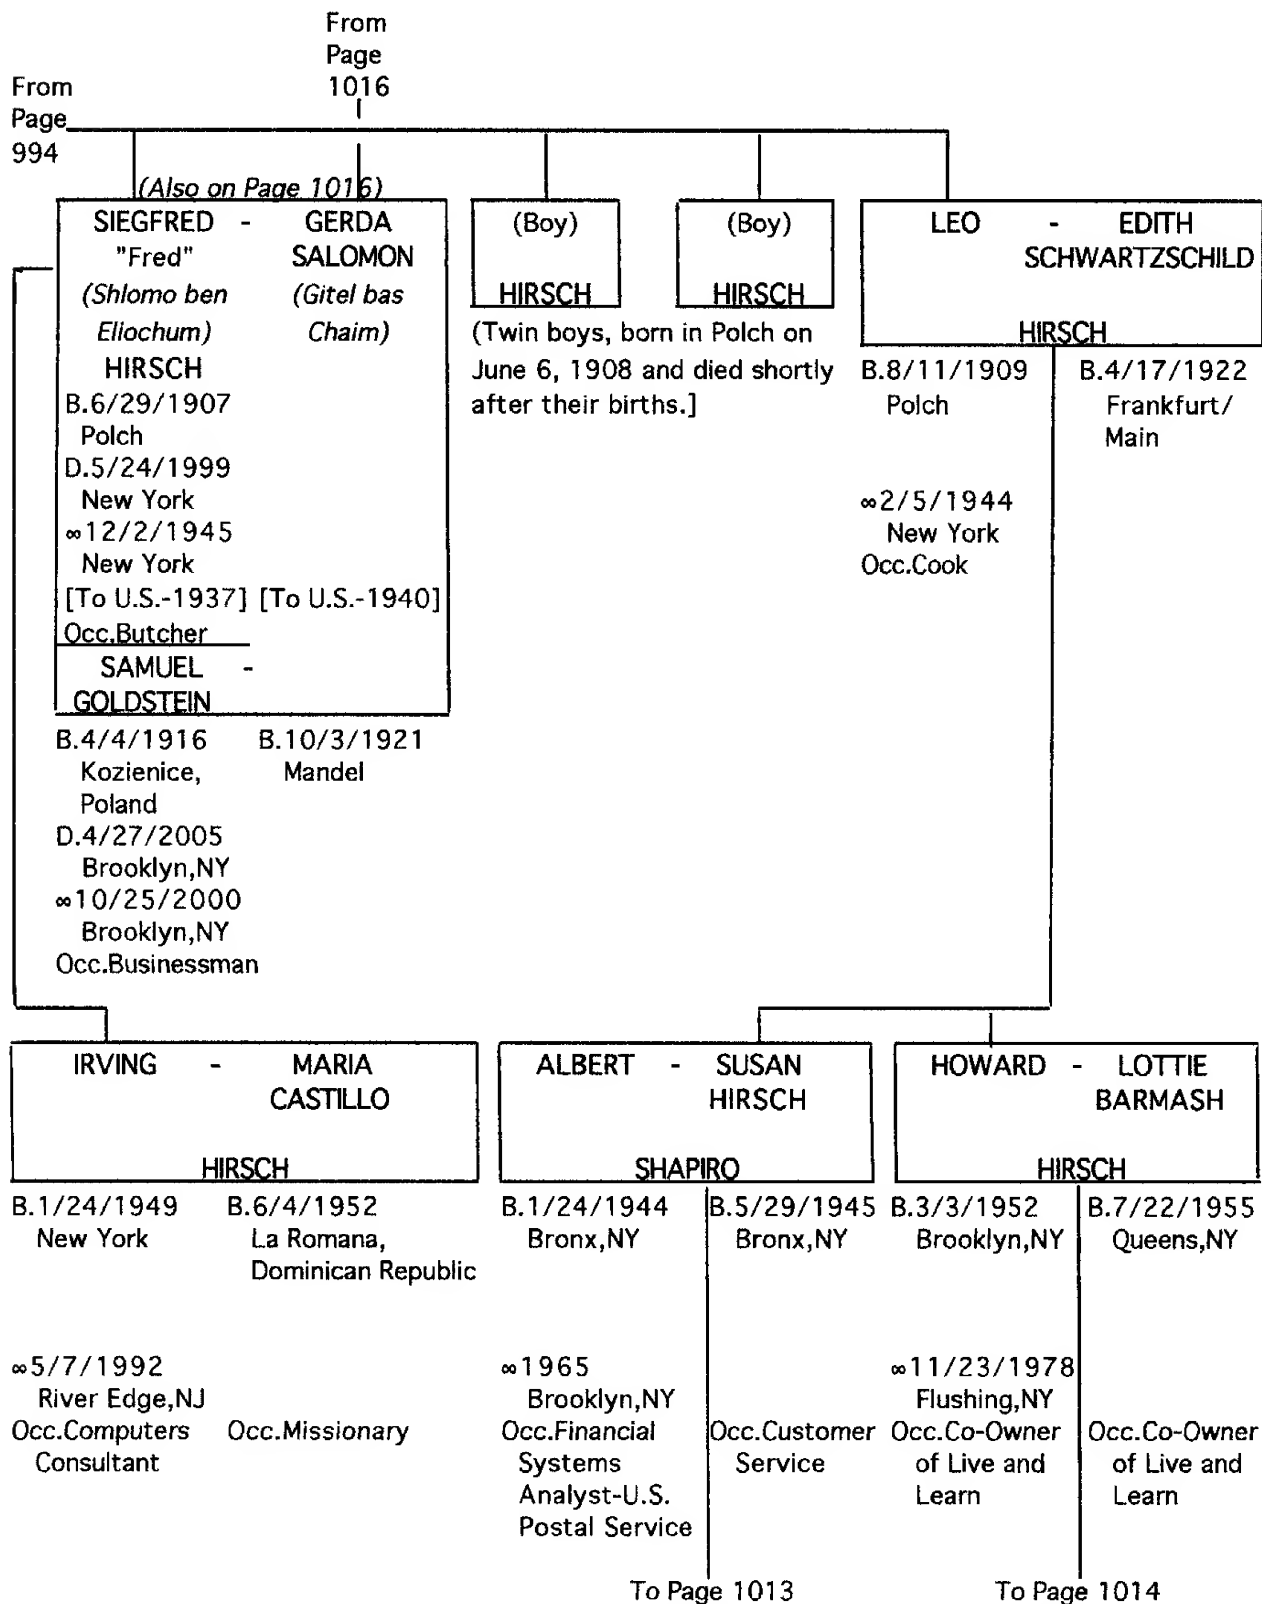 From
Page
1016
From
Page
994
(Also on Page 1016)
SIEGFRED - GERDA
"Fred" SALOMON
(Shlomo ben (Gitel bas
Eliochum) Chaim)
HIRSCH
B.6/29/1907
Polch
D.5/24/1999
New York
∞12/2/1945
New York
[To U.S.-1937] [To U.S.-1940]
Occ.Butcher
SAMUEL -
GOLDSTEIN
B.4/4/1916 B.10/3/1921
Kozienice, Mandel
Poland
D.4/27/2005
Brooklyn,NY
∞10/25/2000
Brooklyn,NY
Occ.Businessman
(Boy)
HIRSCH
(Boy)
HIRSCH
(Twin boys, born in Polch on
June 6, 1908 and died shortly
after their births.]
LEO - EDITH
SCHWARTZSCHILD
HIRSCH
B.8/11/1909 B.4/17/1922
Polch Frankfurt/
Main
∞2/5/1944
New York
Occ.Cook
IRVING - MARIA
CASTILLO
HIRSCH
B.1/24/1949 B.6/4/1952
New York La Romana,
Dominican Republic
∞5/7/1992
River Edge,NJ
Occ.Computers Occ.Missionary
Consultant
ALBERT - SUSAN
HIRSCH
SHAPIRO
B.1/24/1944 B.5/29/1945
Bronx,NY Bronx,NY
∞1965
Brooklyn,NY
Occ.Financial Occ.Customer
Systems Service
Analyst-U.S.
Postal Service
To Page 1013
HOWARD - LOTTIE
BARMASH
HIRSCH
B.3/3/1952 B.7/22/1955
Brooklyn,NY Queens,NY
∞11/23/1978
Flushing,NY
Occ.Co-Owner Occ.Co-Owner
of Live and of Live and
Learn Learn
To Page 1014